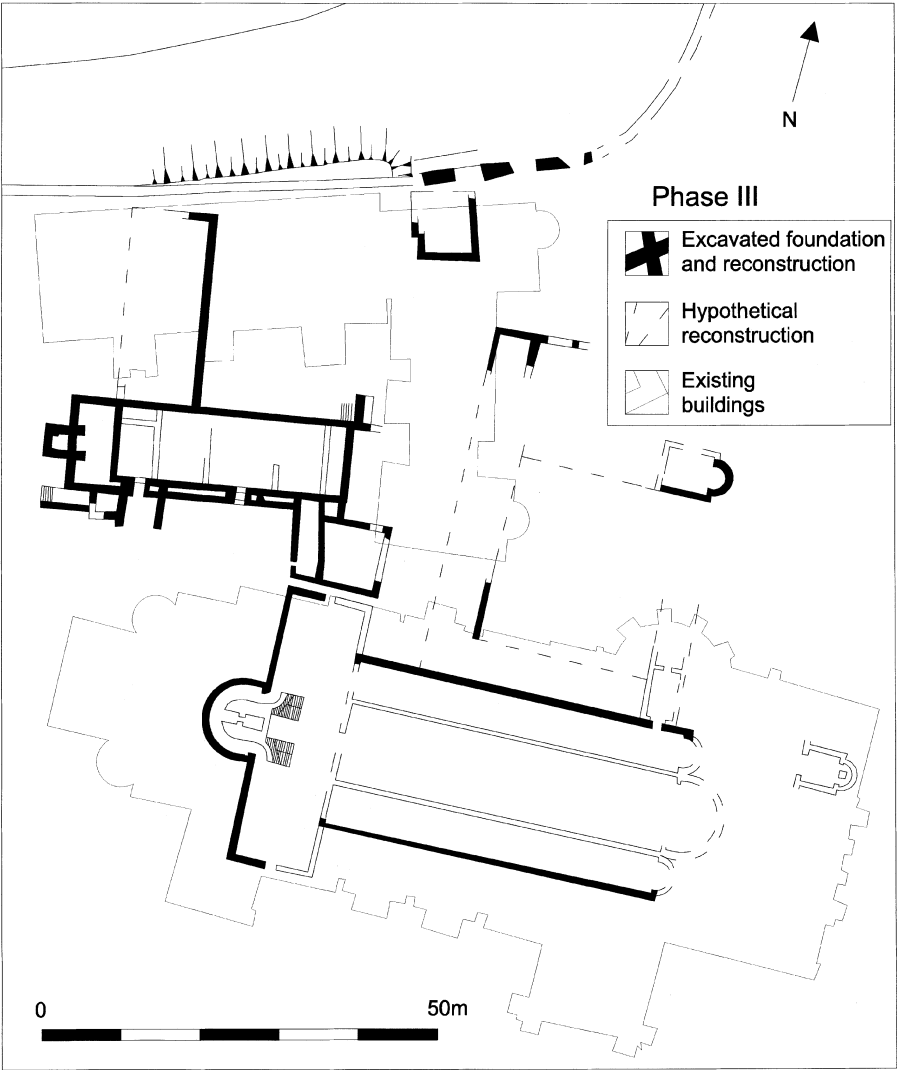 N
Phase III
Excavated foundation
and reconstruction
Hypothetical
reconstruction
Existing
buildings
0 50m